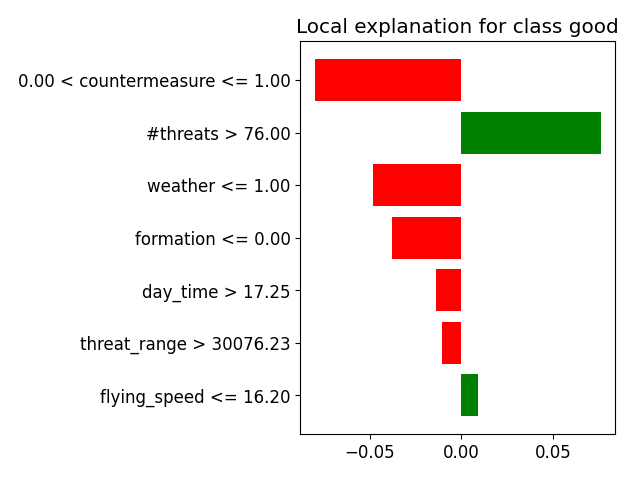 Local explanation for class good
0.00 < countermeasure <= 1.00
#threats > 76.00
weather <= 1.00
formation <= 0.00
day_time > 17.25
threat_range > 30076.23
flying_speed <= 16.20
−0.05 0.00 0.05